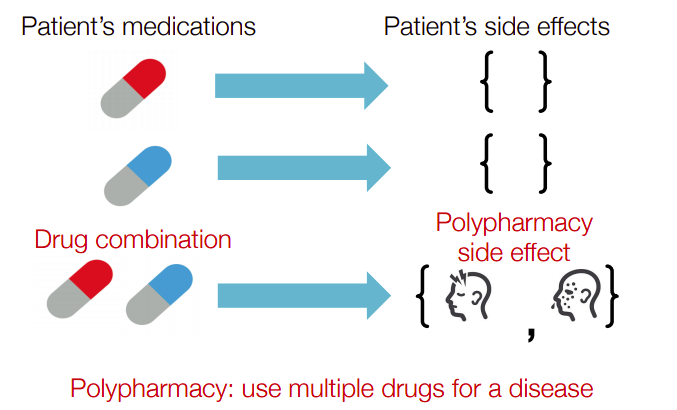 Patient's medications
Patient's side effects
{ }
{ }
Drug combination
Polypharmacy
side effect
{ , }
Polypharmacy: use multiple drugs for a disease